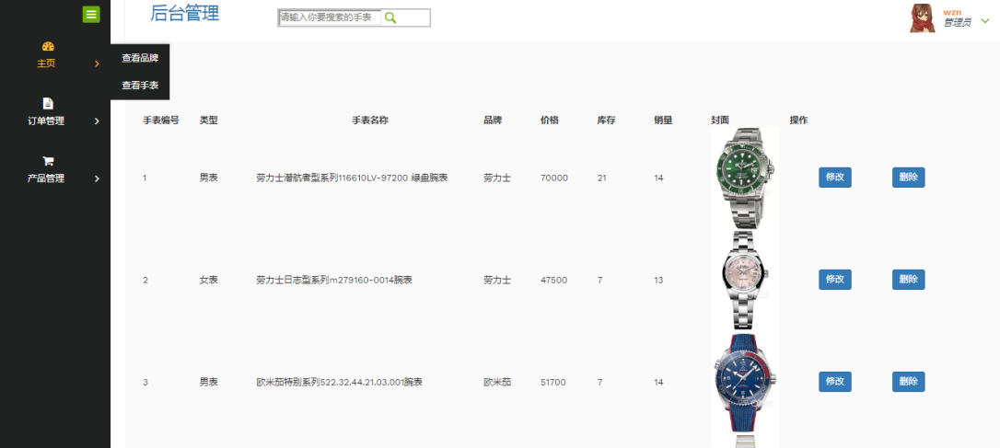 后台管理
请输入你要搜索的手表
wzn
管理员
主页
查看品牌
查看手表
订单管理
产品管理
手表编号 类型 手表名称 品牌 价格 库存 销量 封面 操作
1 男表 劳力士潜航者型系列116610LV-97200 绿盘腕表 劳力士 70000 21 14 修改 删除
2 女表 劳力士日志型系列m279160-0014腕表 劳力士 47500 7 13 修改 删除
3 男表 欧米茄特别系列522.32.44.21.03.001腕表 欧米茄 51700 7 14 修改 删除